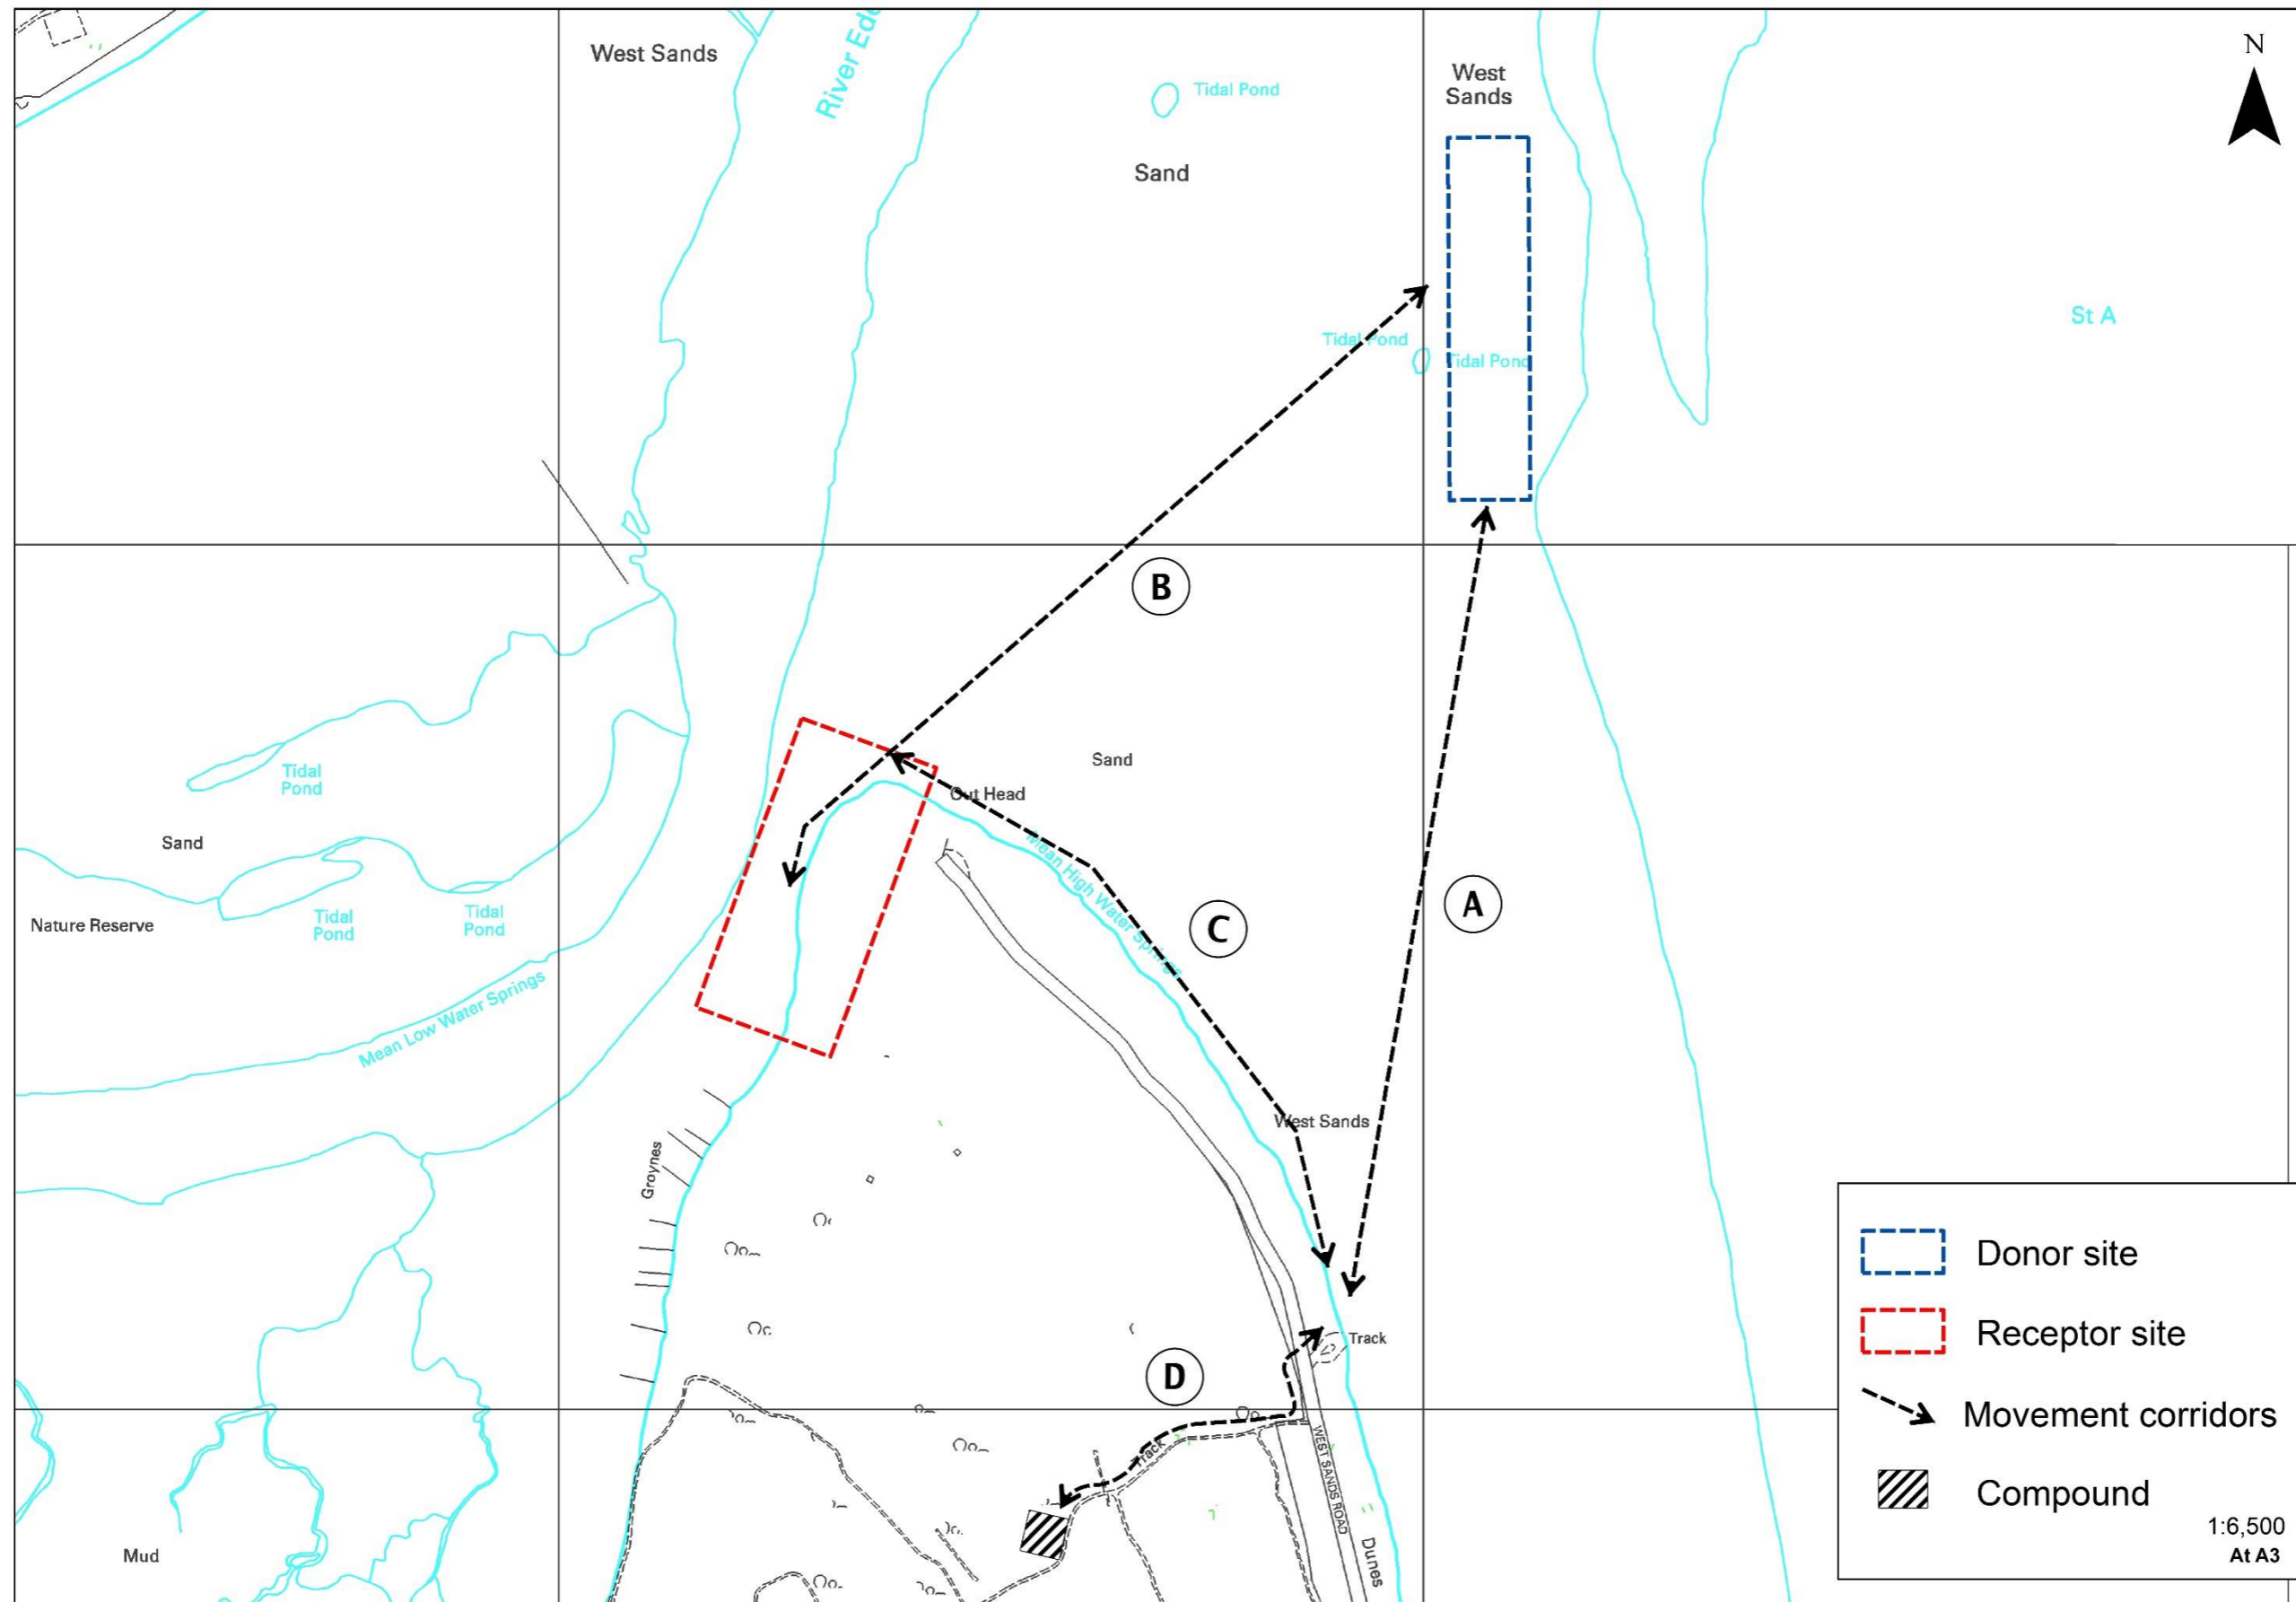 West Sands
River Ede
Tidal Pond
West
Sands
N
Sand
St A
Tidal Pond
Tidal Pond
B
Sand
Out Head
Tidal
Pond
Sand
Mean High Water Springs
Nature Reserve
Tidal
Pond
Tidal
Pond
C
A
Mean Low Water Springs
West Sands
Groynes
Track
D
Track
WEST SANDS ROAD
Dunes
Mud
Donor site
Receptor site
Movement corridors
Compound
1:6,500
At A3